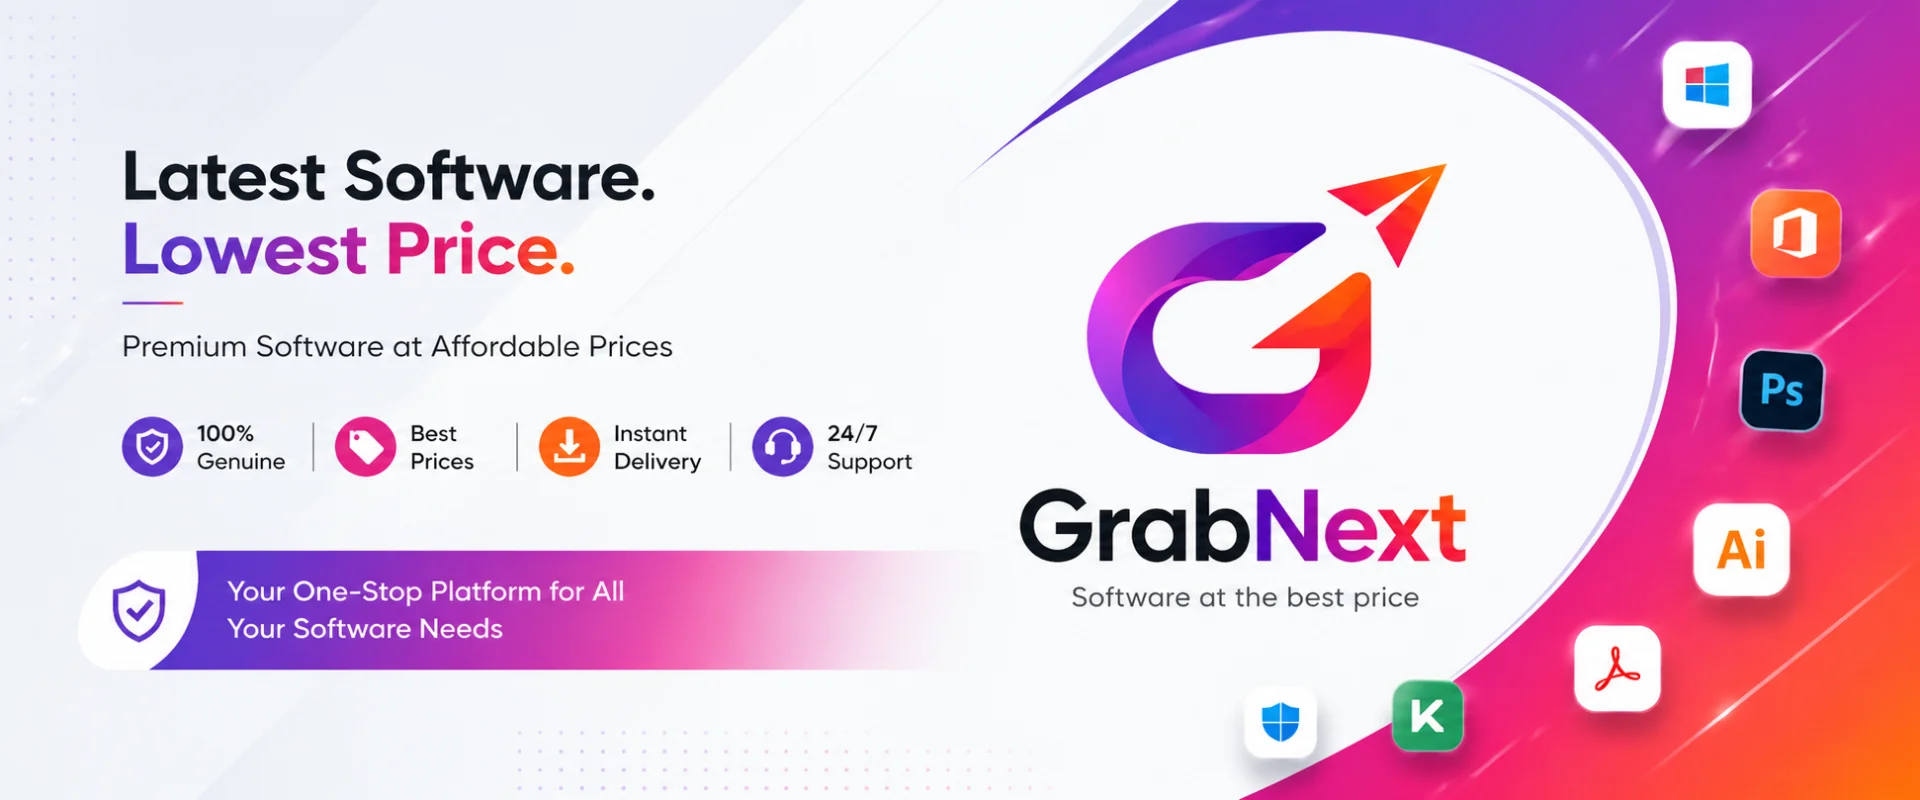 Latest Software.
Lowest Price.
Premium Software at Affordable Prices
100%
Genuine
Best
Prices
Instant
Delivery
24/7
Support
Your One-Stop Platform for All
Your Software Needs
GrabNext
Software at the best price
Ps
Ai
K